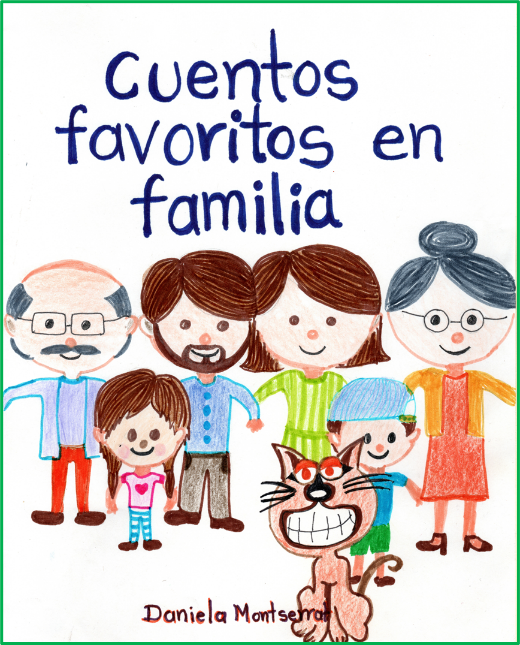 Cuentos
favoritos en
familia
Daniela Montserrat